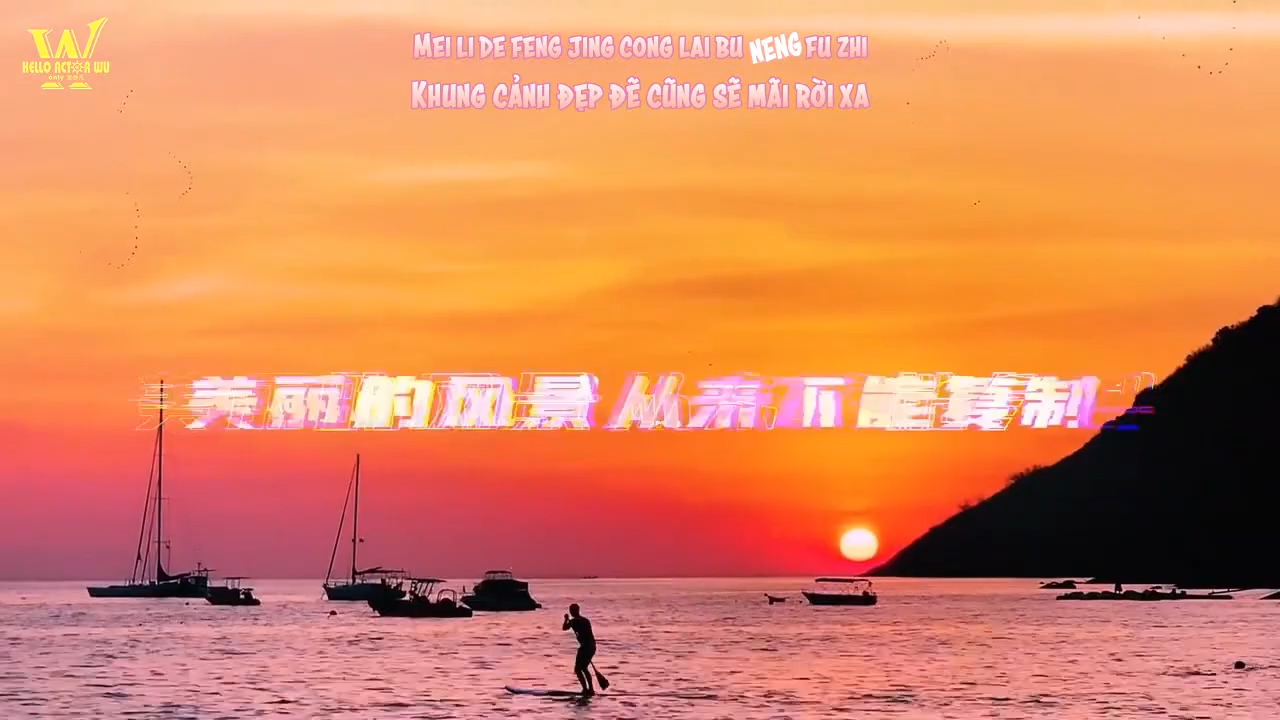 W
HELLO ACTOR WU
MEI LI DE FENG JING CONG LAI BU NENG FU ZHI
KHUNG CẢNH ĐẸP ĐẼ CŨNG SẼ MÃI RỜI XA
美丽的风景从来不能复制